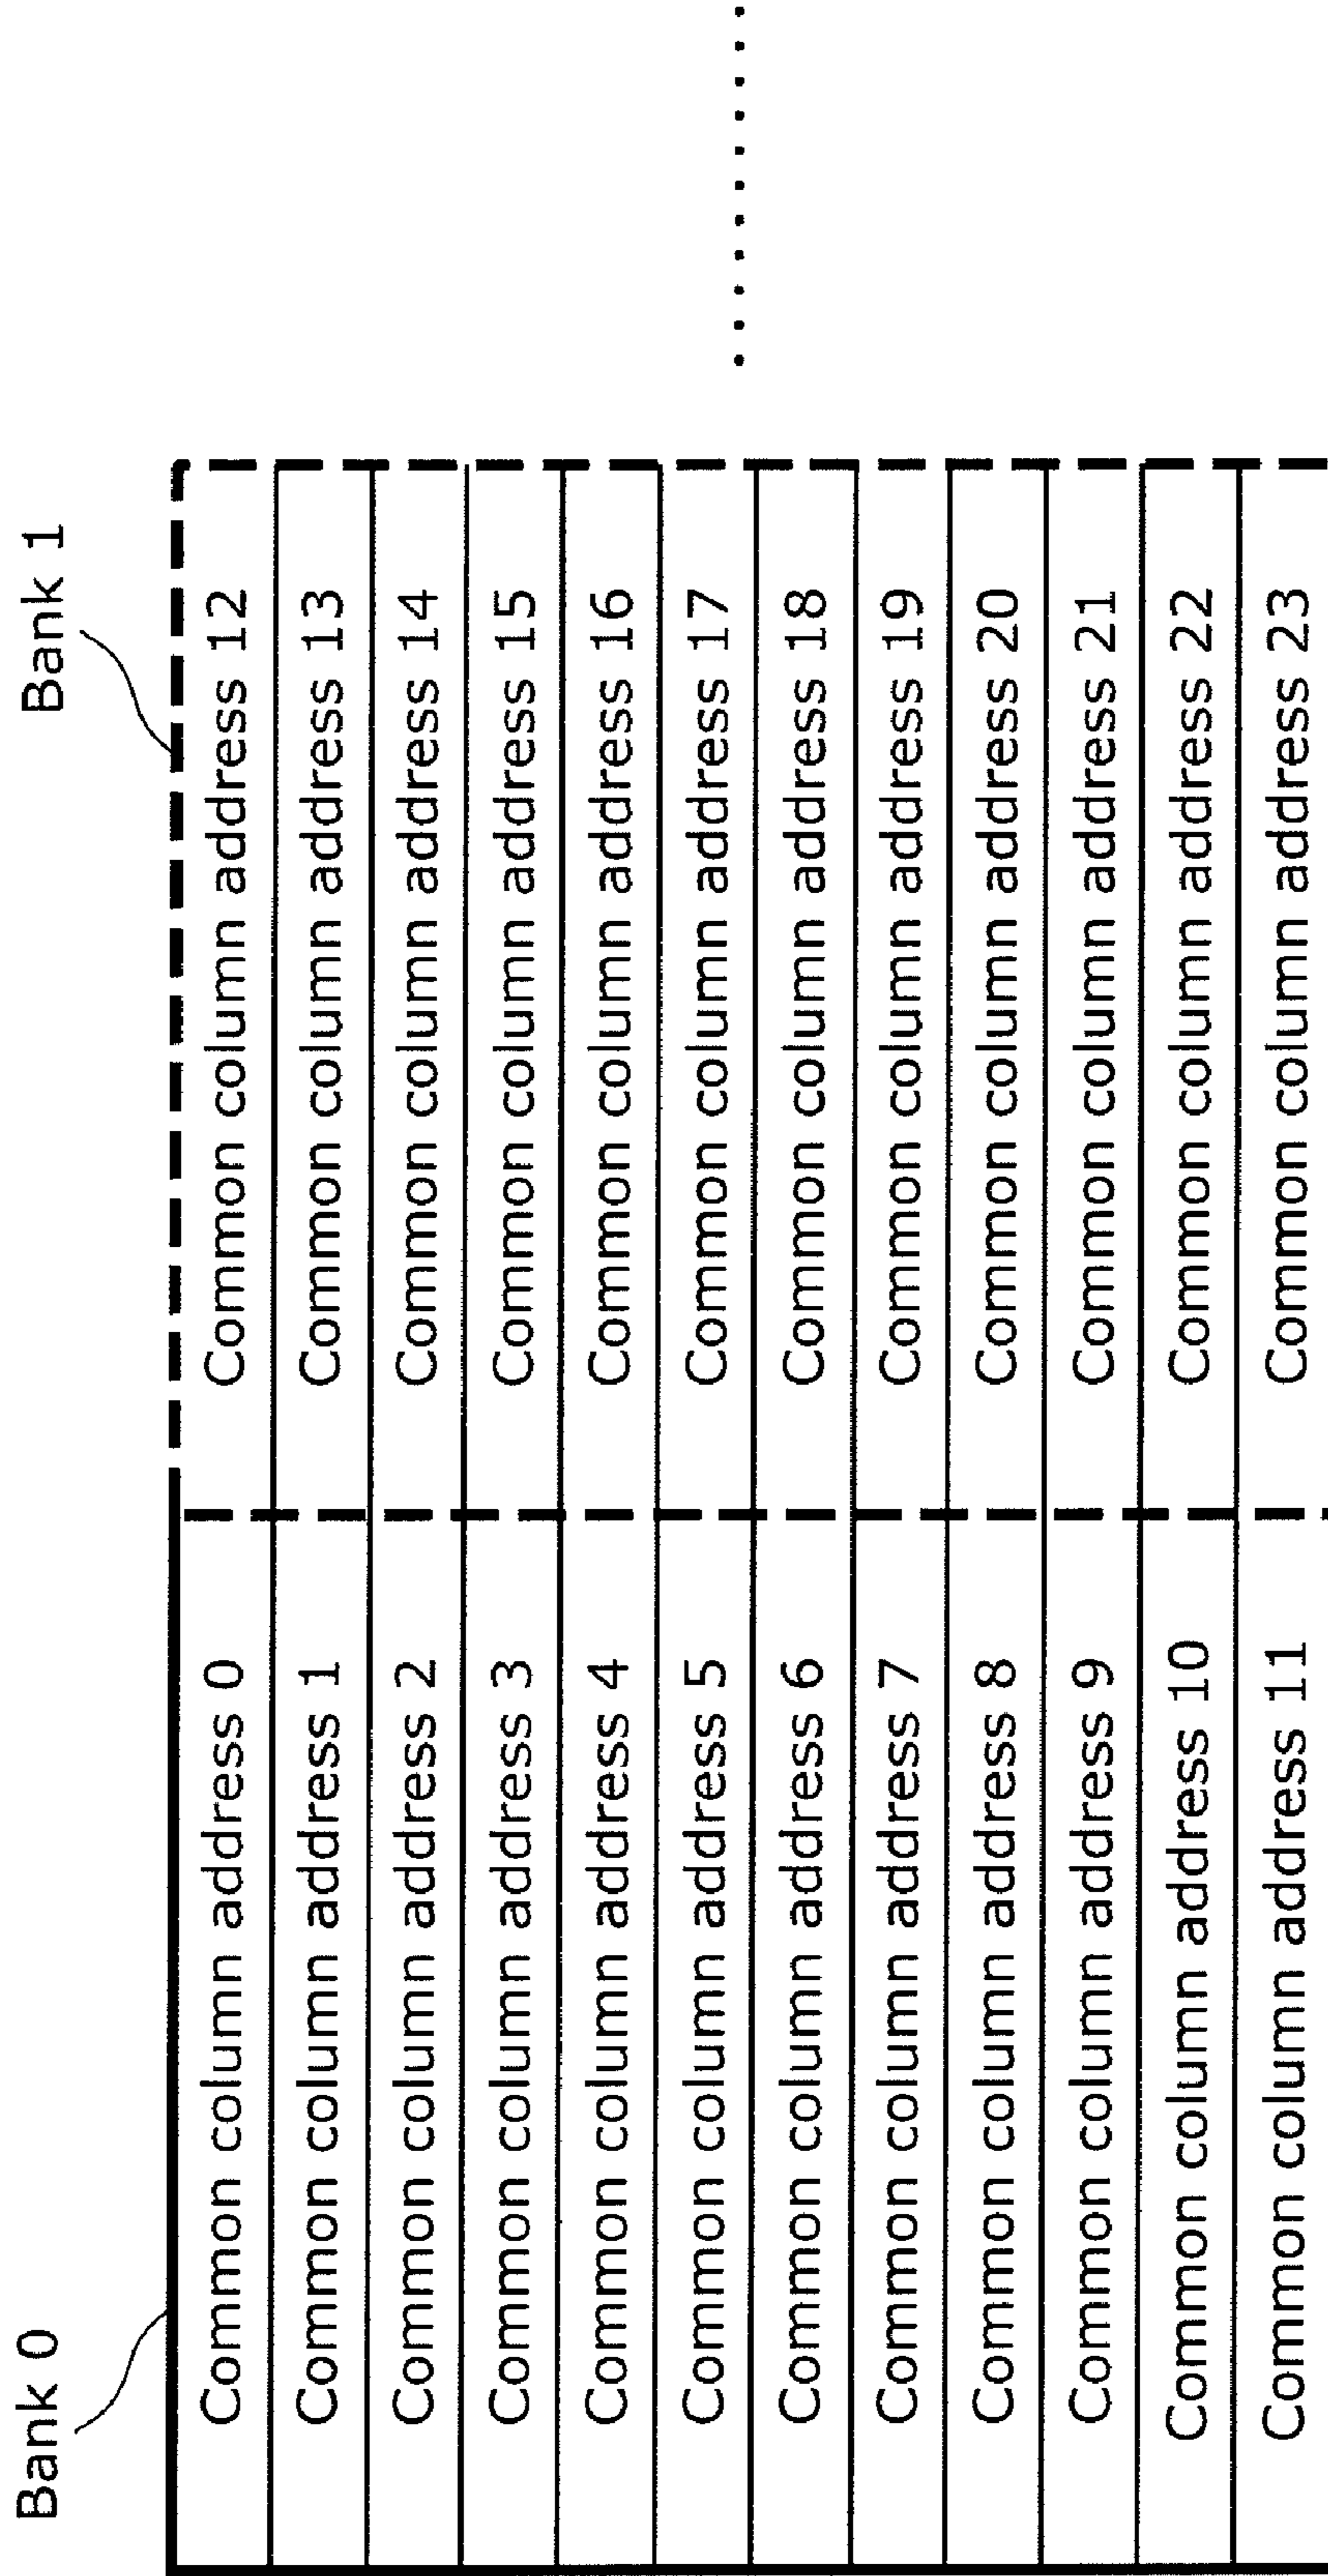 Bank 0
Bank 1
Common column address 0
Common column address 1
Common column address 2
Common column address 3
Common column address 4
Common column address 5
Common column address 6
Common column address 7
Common column address 8
Common column address 9
Common column address 10
Common column address 11
Common column address 12
Common column address 13
Common column address 14
Common column address 15
Common column address 16
Common column address 17
Common column address 18
Common column address 19
Common column address 20
Common column address 21
Common column address 22
Common column address 23